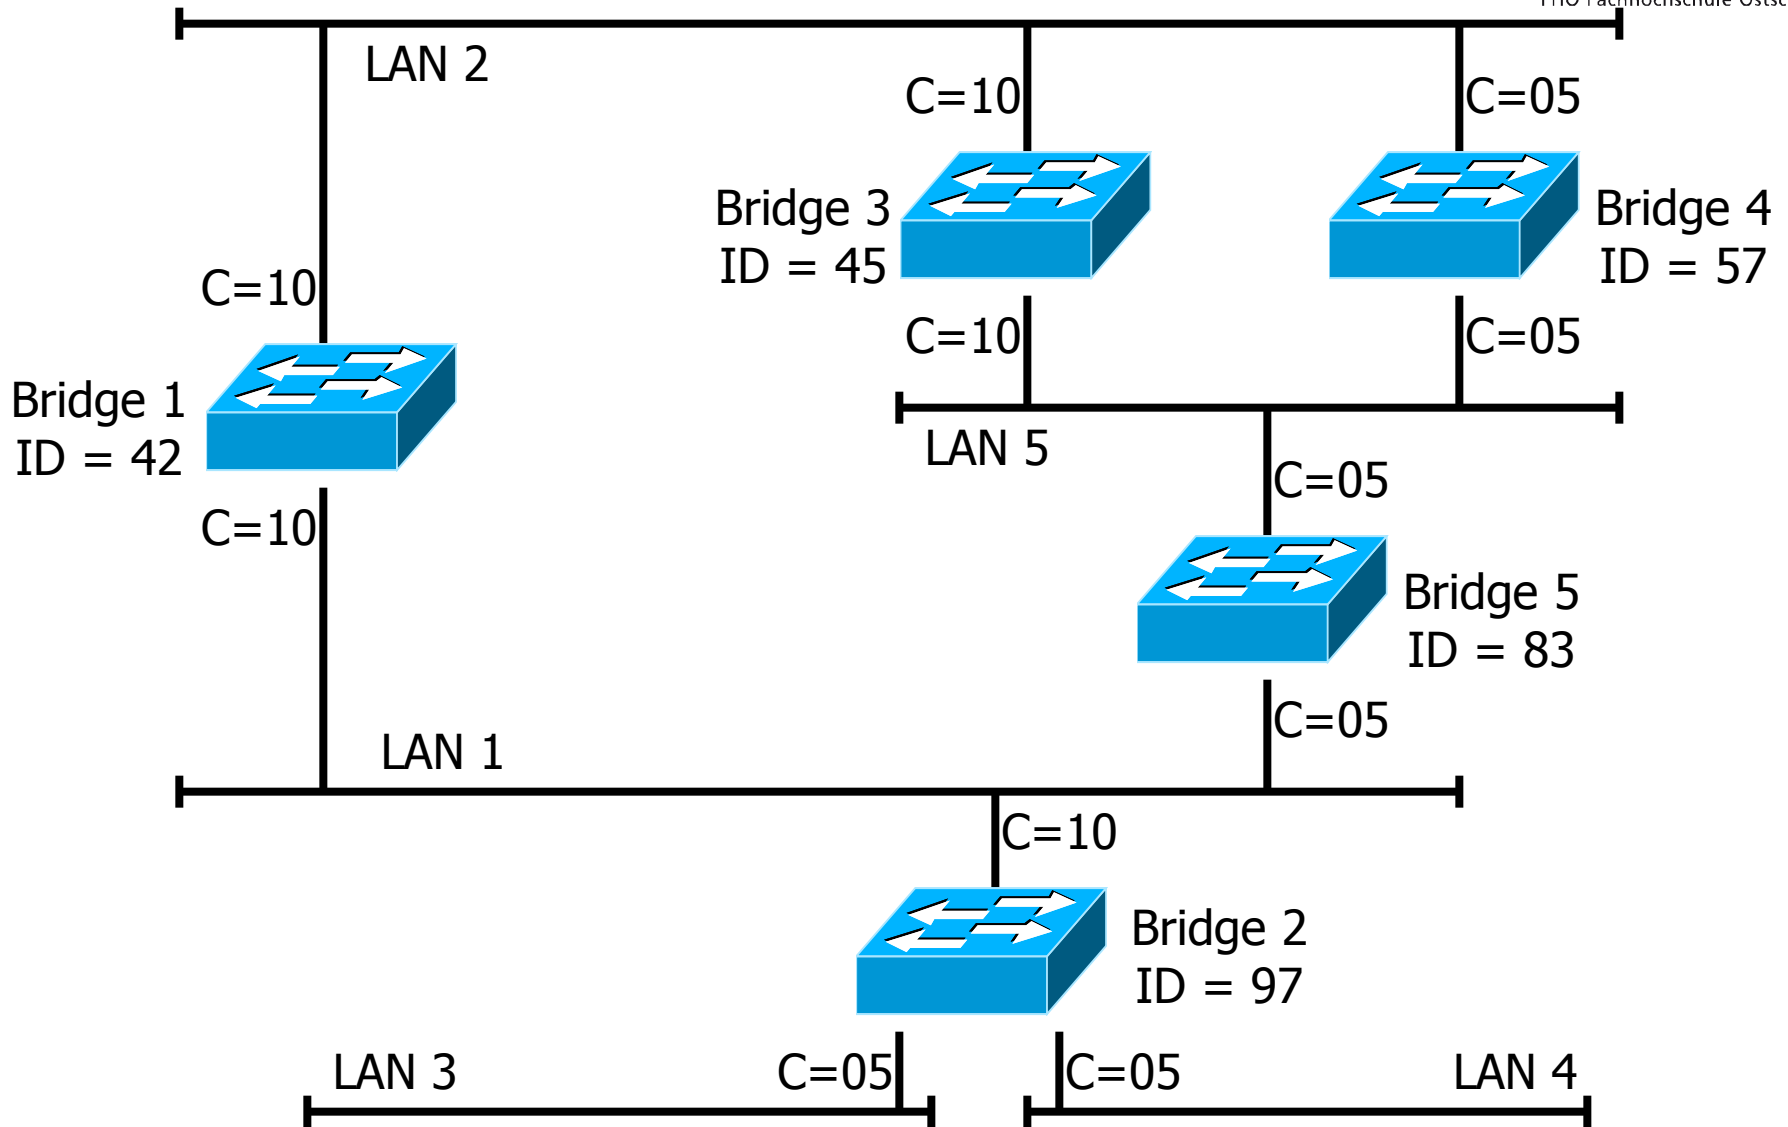 LAN 2
C=10
C=05
Bridge 3
ID = 45
Bridge 4
ID = 57
C=10
C=10
C=05
Bridge 1
ID = 42
LAN 5
C=05
C=10
Bridge 5
ID = 83
C=05
LAN 1
C=10
Bridge 2
ID = 97
LAN 3
C=05
C=05
LAN 4